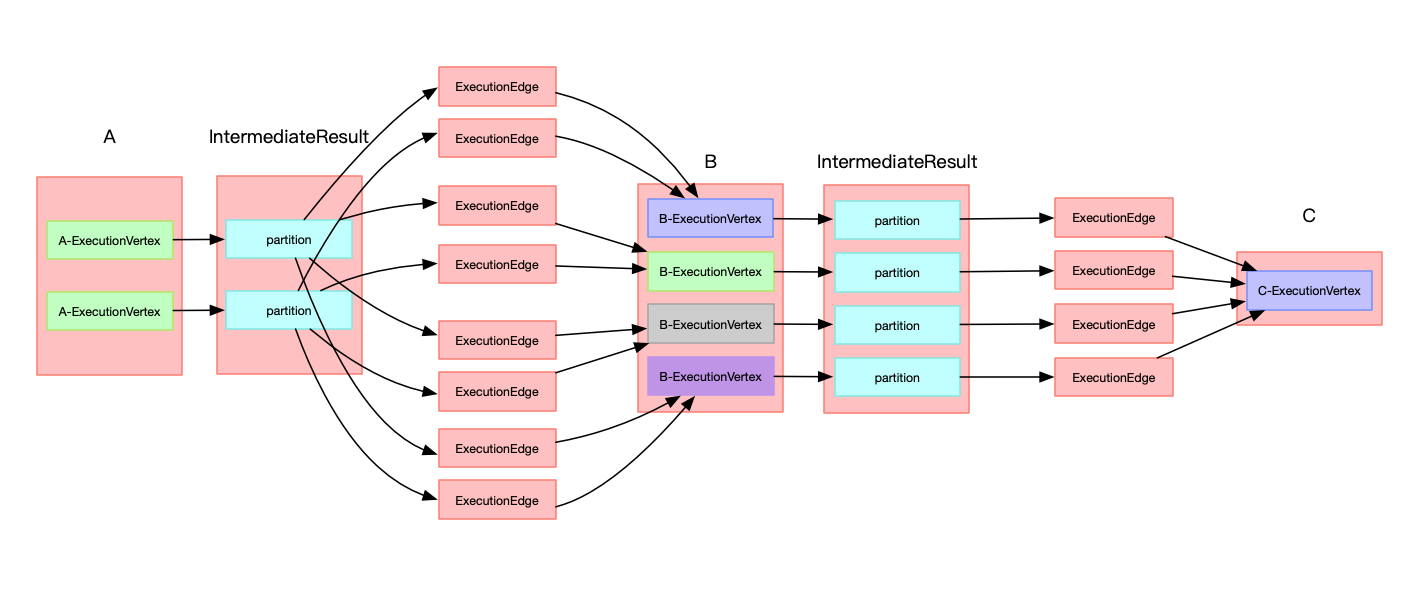 A
IntermediateResult
A-ExecutionVertex
A-ExecutionVertex
partition
partition
ExecutionEdge
ExecutionEdge
ExecutionEdge
ExecutionEdge
ExecutionEdge
ExecutionEdge
ExecutionEdge
ExecutionEdge
B
B-ExecutionVertex
B-ExecutionVertex
B-ExecutionVertex
B-ExecutionVertex
IntermediateResult
partition
partition
partition
partition
ExecutionEdge
ExecutionEdge
ExecutionEdge
ExecutionEdge
C
C-ExecutionVertex